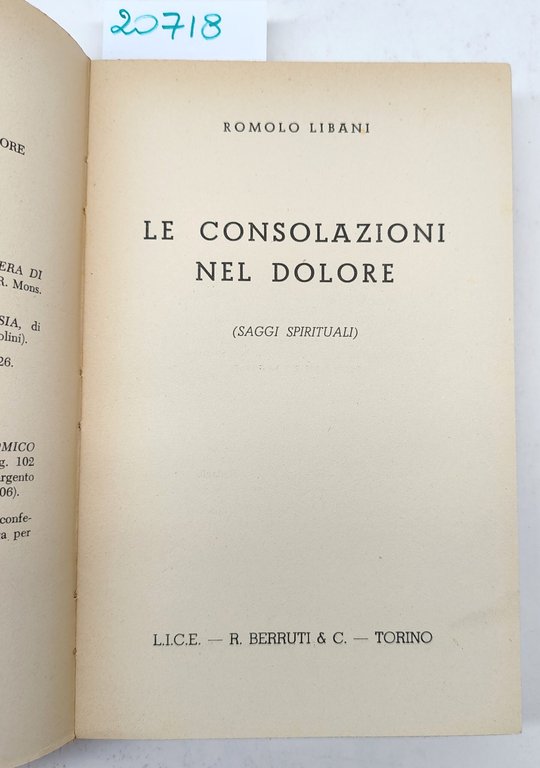 20718
ORE
ERA DI
R. Mons.
SIA, di
olini).
26.
OMICO
g. 102
argento
06).
confe-
a per
ROMOLO LIBANI
LE CONSOLAZIONI
NEL DOLORE
(SAGGI SPIRITUALI)
L.I.C.E. — R. BERRUTI & C. — TORINO